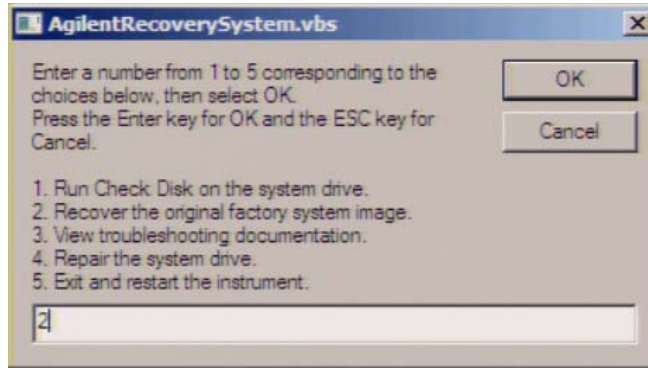 AgilentRecoverySystem.vbs
Enter a number from 1 to 5 corresponding to the
choices below, then select OK.
Press the Enter key for OK and the ESC key for
Cancel.
OK
Cancel
1. Run Check Disk on the system drive.
2. Recover the original factory system image.
3. View troubleshooting documentation.
4. Repair the system drive.
5. Exit and restart the instrument.
2